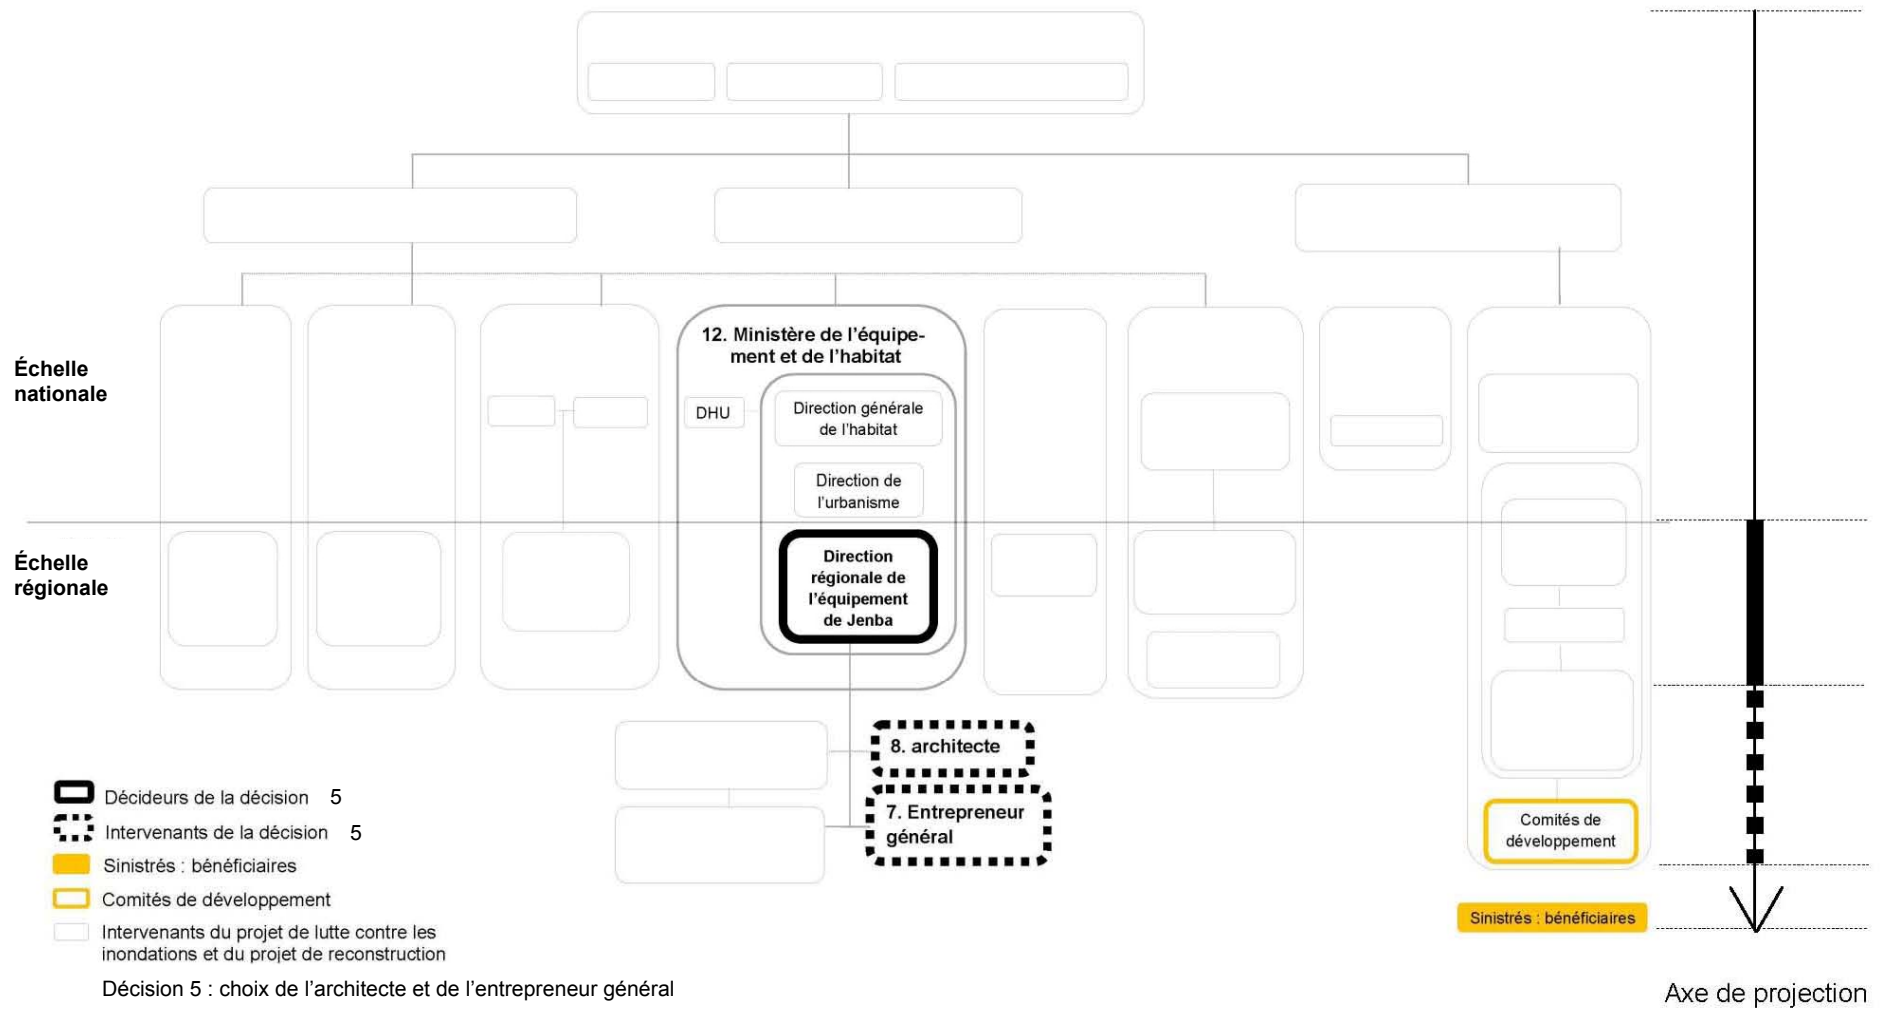 12. Ministère de l'équipe-
ment et de l'habitat
Échelle
nationale
DHU
Direction générale
de l'habitat
Direction de
l'urbanisme
Échelle
régionale
Direction
régionale de
l'équipement
de Jenba
8. architecte
7. Entrepreneur
général
Comités de
développement
Sinistrés : bénéficiaires
Décideurs de la décision 5
Intervenants de la décision 5
Sinistrés : bénéficiaires
Comités de développement
Intervenants du projet de lutte contre les
inondations et du projet de reconstruction
Décision 5 : choix de l'architecte et de l'entrepreneur général
Axe de projection